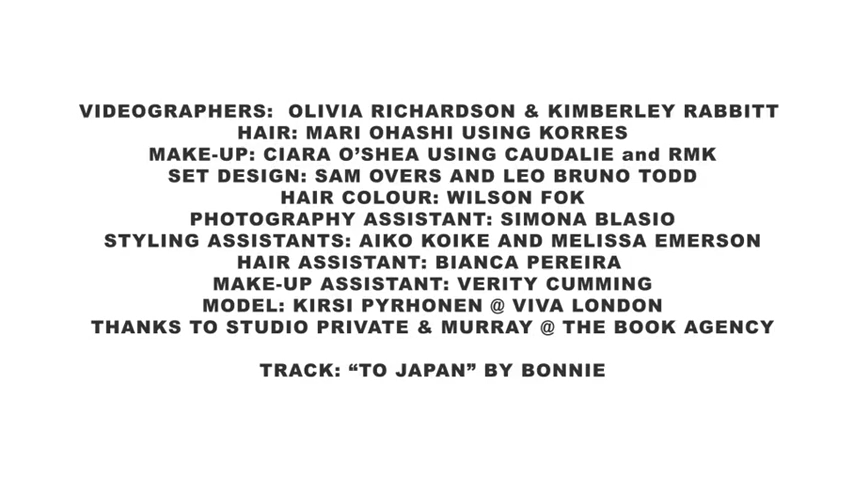 VIDEOGRAPHERS:  OLIVIA RICHARDSON & KIMBERLEY RABBITT
HAIR: MARI OHASHI USING KORRES
MAKE-UP: CIARA O’SHEA USING CAUDALIE and RMK
SET DESIGN: SAM OVERS AND LEO BRUNO TODD
HAIR COLOUR: WILSON FOK
PHOTOGRAPHY ASSISTANT: SIMONA BLASIO
STYLING ASSISTANTS: AIKO KOIKE AND MELISSA EMERSON
HAIR ASSISTANT: BIANCA PEREIRA
MAKE-UP ASSISTANT: VERITY CUMMING
MODEL: KIRSI PYRHONEN @ VIVA LONDON
THANKS TO STUDIO PRIVATE & MURRAY @ THE BOOK AGENCY
TRACK: “TO JAPAN” BY BONNIE